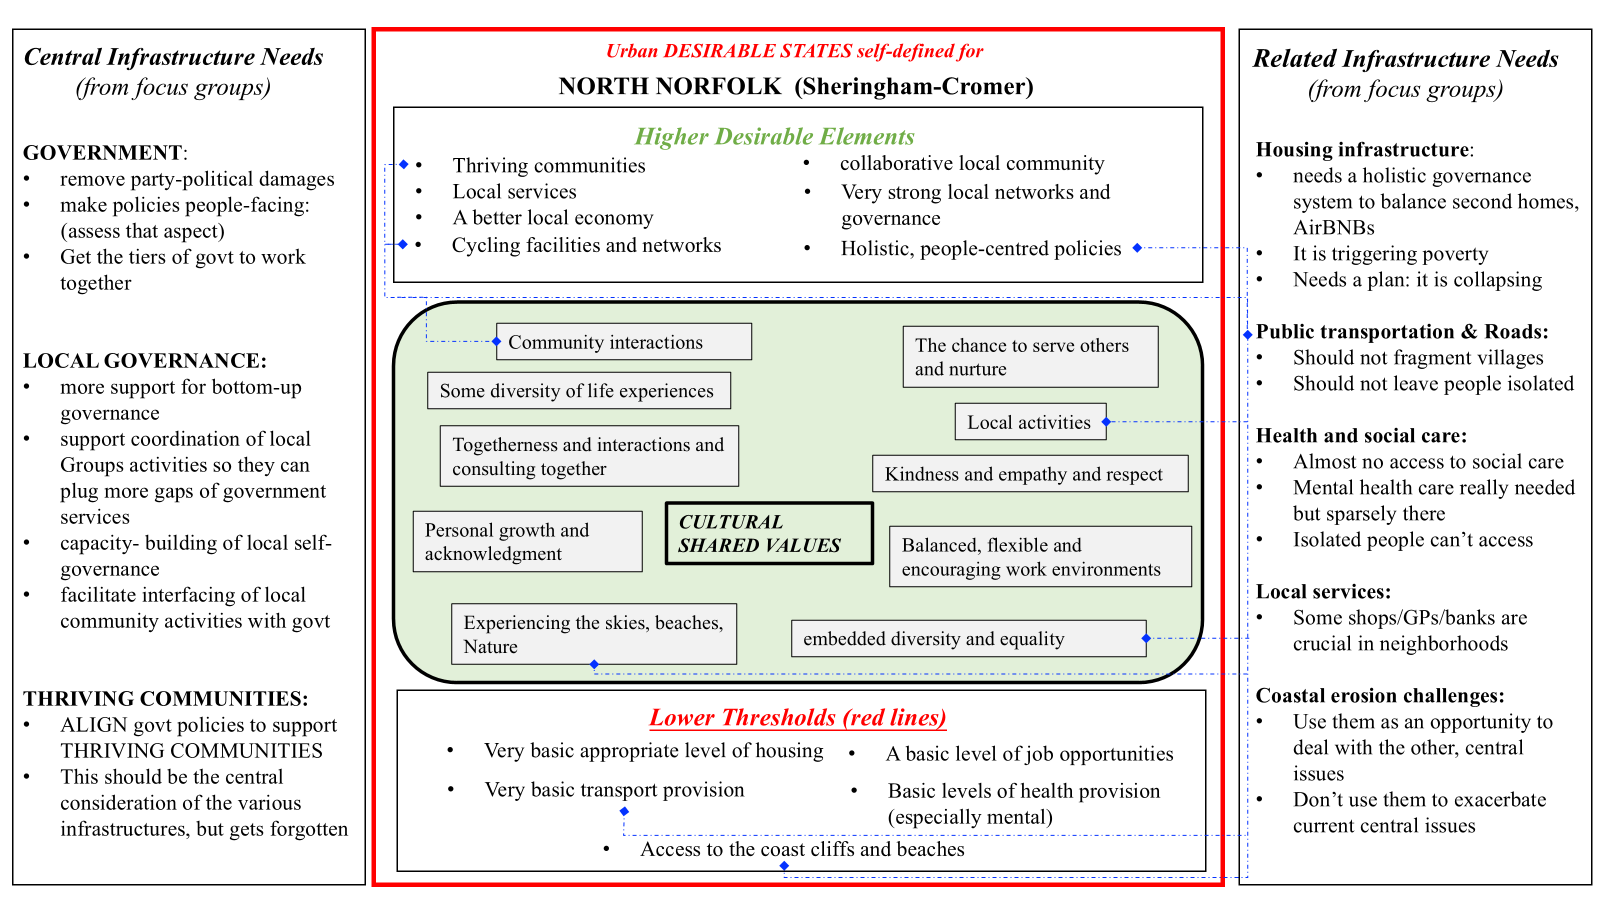 Central Infrastructure Needs
(from focus groups)
GOVERNMENT:
• remove party-political damages
• make policies people-facing:
(assess that aspect)
• Get the tiers of govt to work
together
LOCAL GOVERNANCE:
• more support for bottom-up
governance
• support coordination of local
Groups activities so they can
plug more gaps of government
services
• capacity- building of local self-
governance
• facilitate interfacing of local
community activities with govt
THRIVING COMMUNITIES:
• ALIGN govt policies to support
THRIVING COMMUNITIES
• This should be the central
consideration of the various
infrastructures, but gets forgotten
Urban DESIRABLE STATES self-defined for
NORTH NORFOLK (Sheringham-Cromer)
Higher Desirable Elements
• Thriving communities
• Local services
• A better local economy
• Cycling facilities and networks
• collaborative local community
• Very strong local networks and
governance
• Holistic, people-centred policies
Community interactions
Some diversity of life experiences
Togetherness and interactions and
consulting together
Personal growth and
acknowledgment
Experiencing the skies, beaches,
Nature
CULTURAL
SHARED VALUES
The chance to serve others
and nurture
Local activities
Kindness and empathy and respect
Balanced, flexible and
encouraging work environments
embedded diversity and equality
Lower Thresholds (red lines)
• Very basic appropriate level of housing
• Very basic transport provision
• A basic level of job opportunities
• Basic levels of health provision
(especially mental)
• Access to the coast cliffs and beaches
Related Infrastructure Needs
(from focus groups)
Housing infrastructure:
• needs a holistic governance
system to balance second homes,
AirBNBs
• It is triggering poverty
• Needs a plan: it is collapsing
Public transportation & Roads:
• Should not fragment villages
• Should not leave people isolated
Health and social care:
• Almost no access to social care
• Mental health care really needed
but sparsely there
• Isolated people can’t access
Local services:
• Some shops/GPs/banks are
crucial in neighborhoods
Coastal erosion challenges:
• Use them as an opportunity to
deal with the other, central
issues
• Don’t use them to exacerbate
current central issues